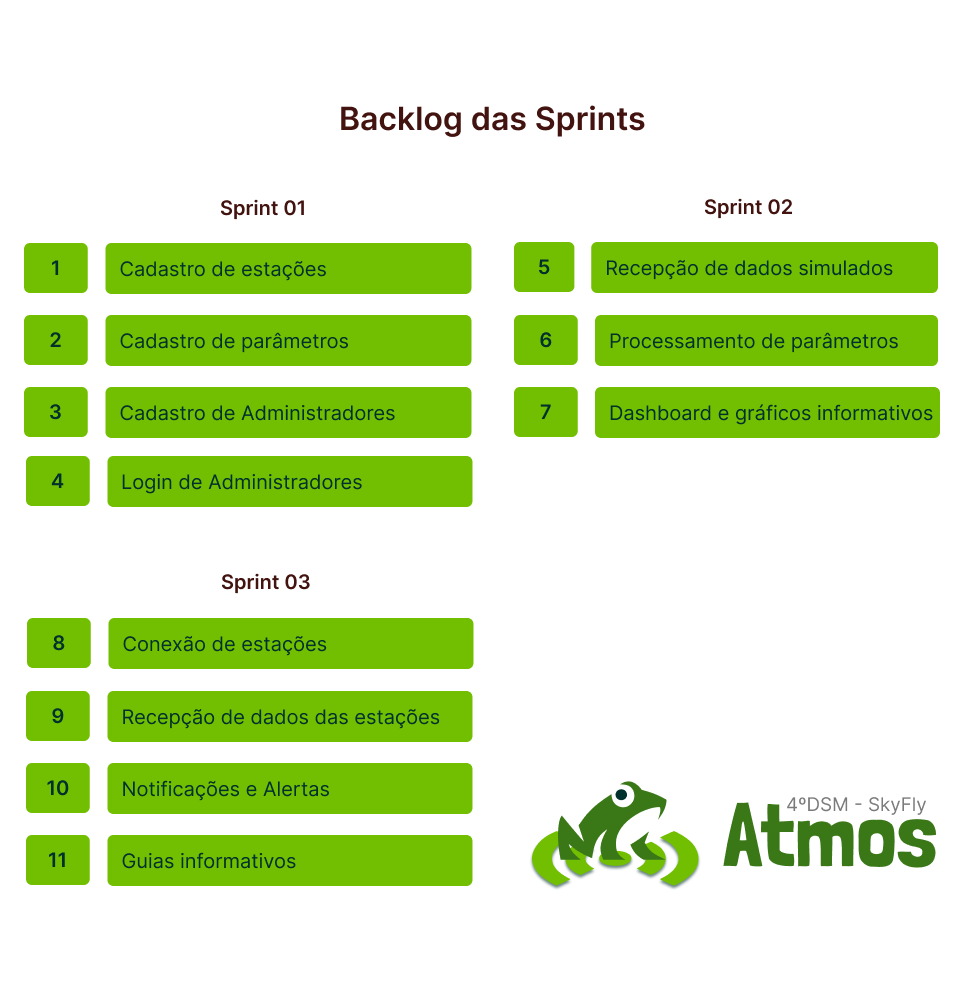 Backlog das Sprints
Sprint 01
1 Cadastro de estações
2 Cadastro de parâmetros
3 Cadastro de Administradores
4 Login de Administradores
Sprint 02
5 Recepção de dados simulados
6 Processamento de parâmetros
7 Dashboard e gráficos informativos
Sprint 03
8 Conexão de estações
9 Recepção de dados das estações
10 Notificações e Alertas
11 Guias informativos
4ºDSM - SkyFly
Atmos